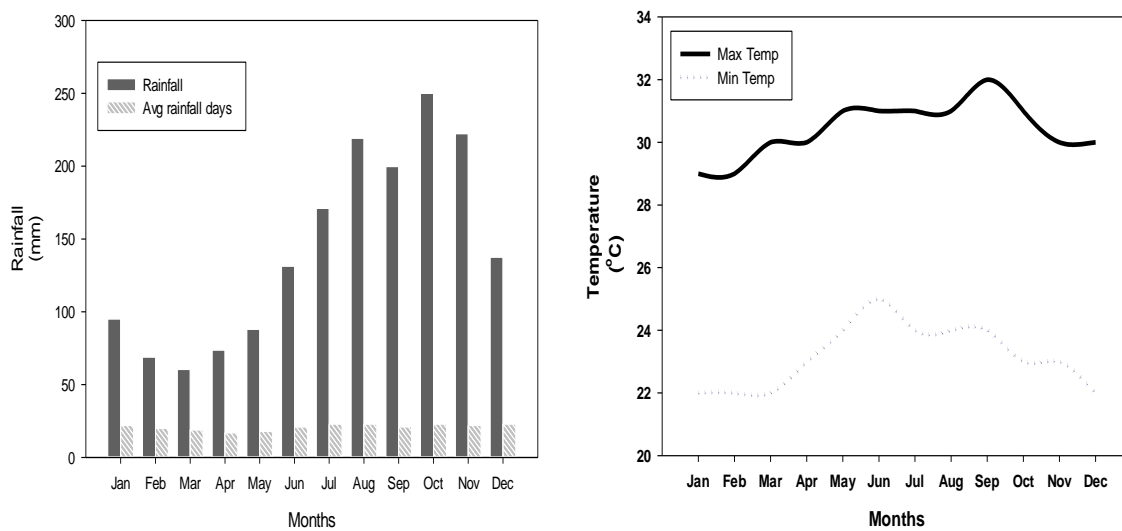 300
250
200
150
100
50
0
Rainfall
(mm)
Rainfall
Avg rainfall days
Jan Feb Mar Apr May Jun Jul Aug Sep Oct Nov Dec
Months
34
32
30
28
26
24
22
20
Temperature
(°C)
Max Temp
Min Temp
Jan Feb Mar Apr May Jun Jul Aug Sep Oct Nov Dec
Months